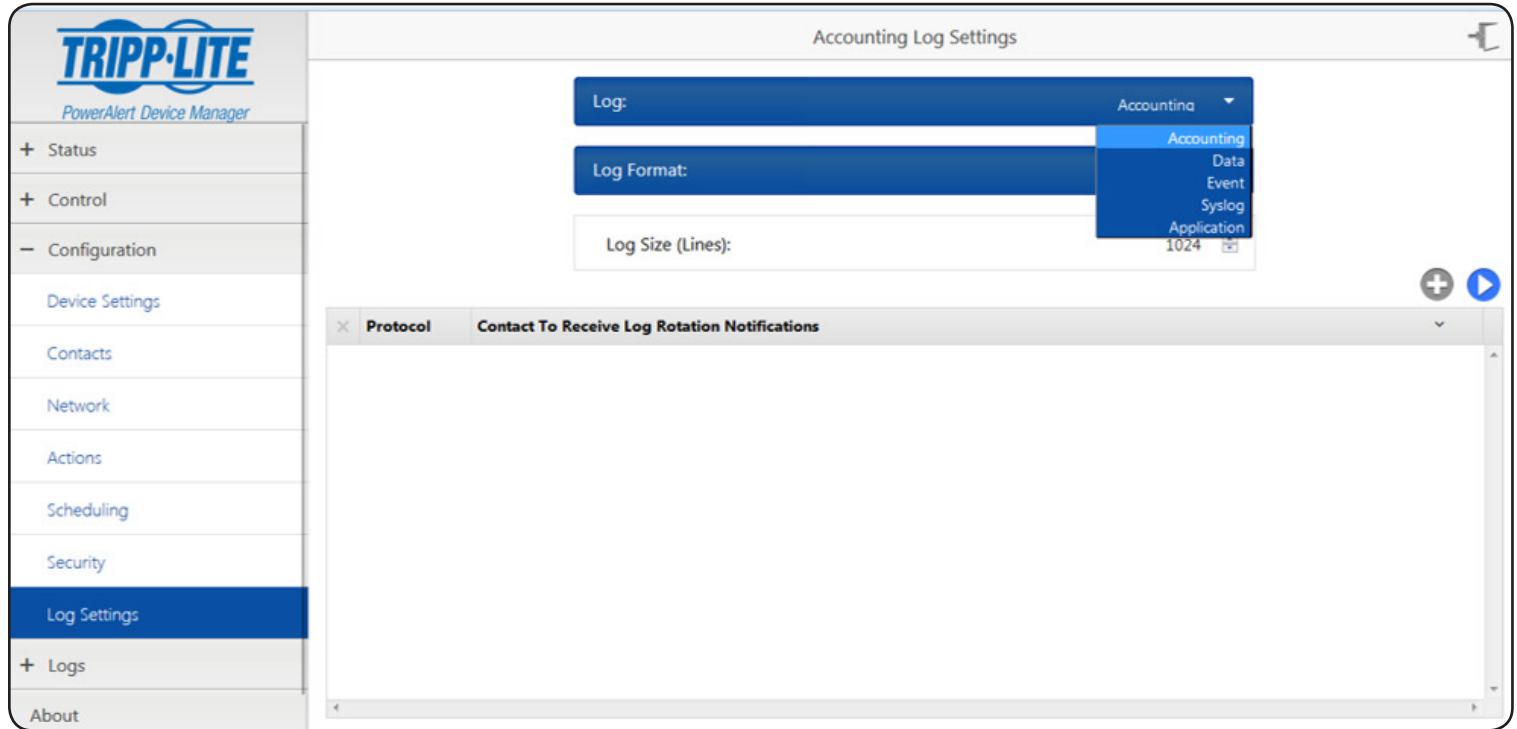 TRIPP·LITE
PowerAlert Device Manager
+ Status
+ Control
− Configuration
Device Settings
Contacts
Network
Actions
Scheduling
Security
Log Settings
+ Logs
About
Accounting Log Settings
Log: Accounting
Accounting
Data
Event
Syslog
Application
Log Format:
Log Size (Lines): 1024
Protocol Contact To Receive Log Rotation Notifications